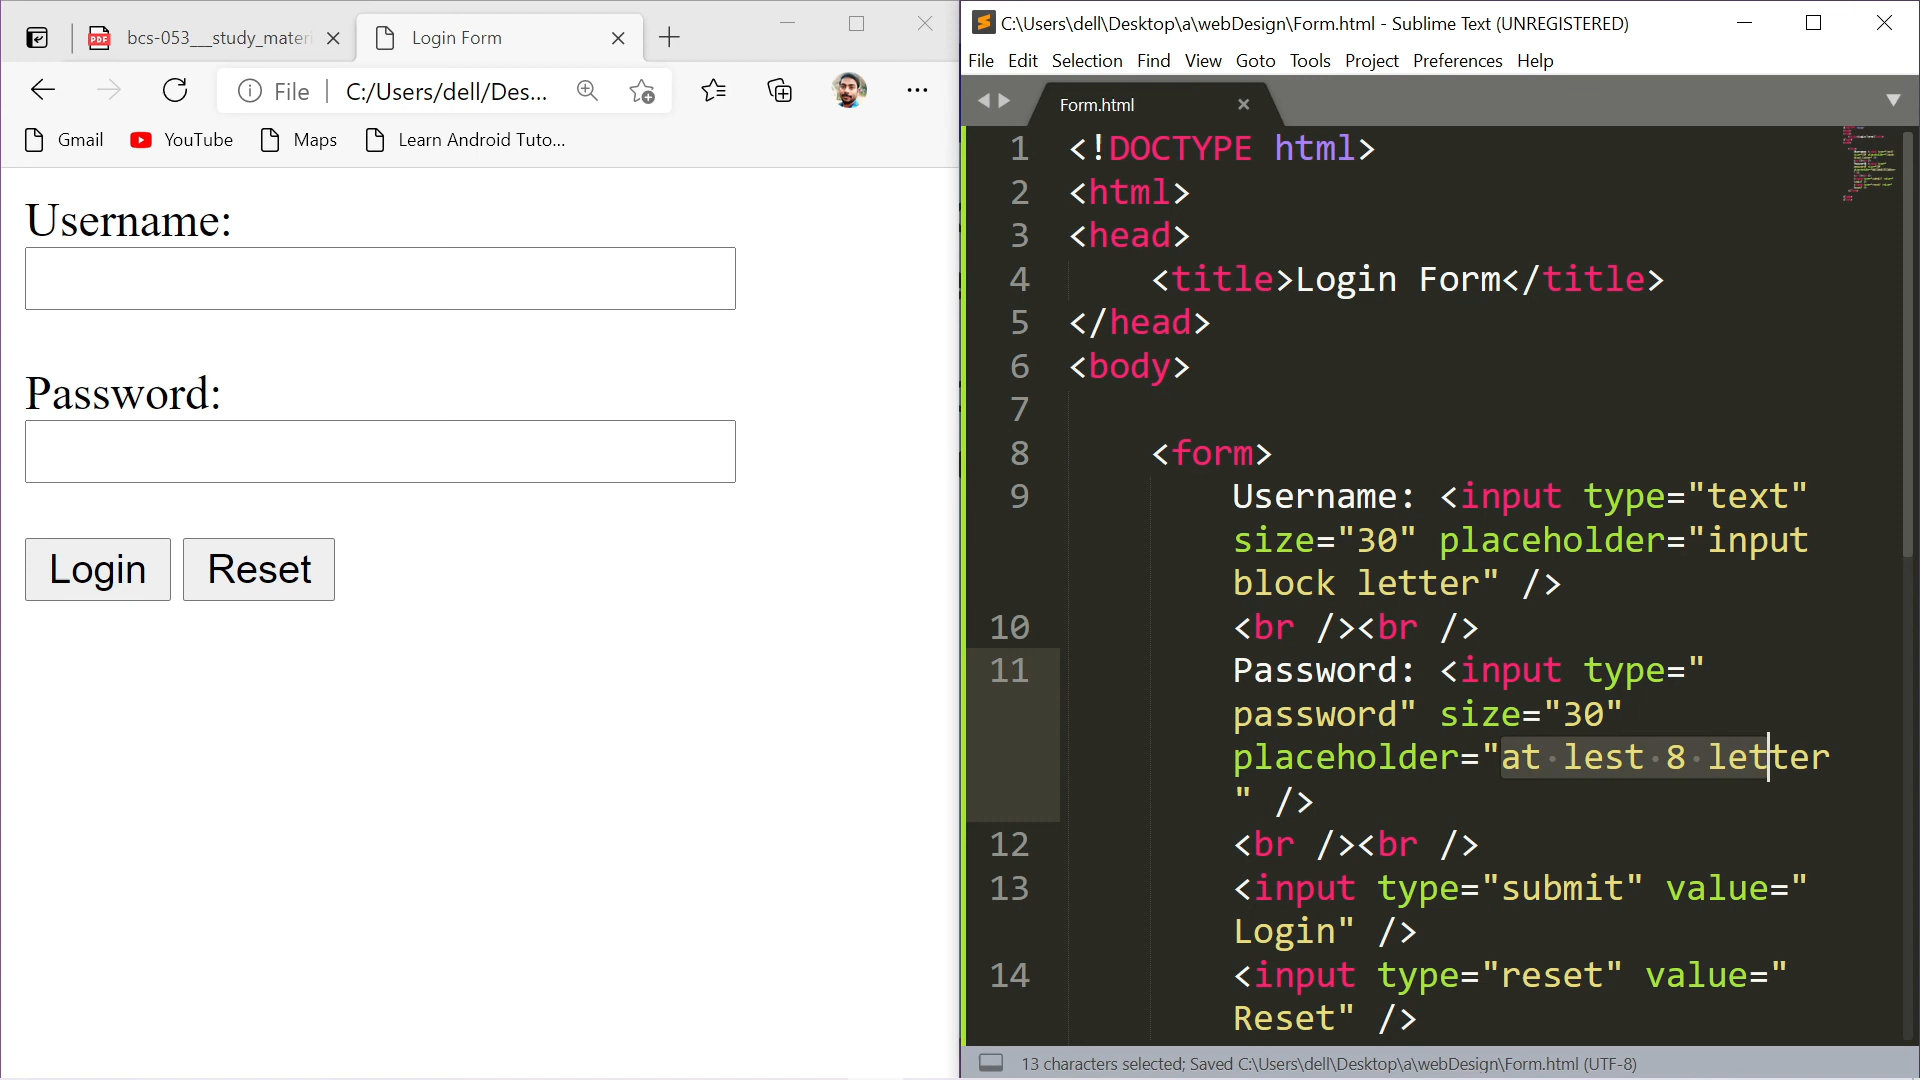 bcs-053___study_materi
Login Form
File
C:/Users/dell/Des...
Gmail
YouTube
Maps
Learn Android Tuto...
Username:
Password:
Login
Reset
C:\Users\dell\Desktop\a\webDesign\Form.html - Sublime Text (UNREGISTERED)
File Edit Selection Find View Goto Tools Project Preferences Help
Form.html
1 <!DOCTYPE html>
2 <html>
3 <head>
4 <title>Login Form</title>
5 </head>
6 <body>
7
8 <form>
9 Username: <input type="text"
size="30" placeholder="input
block letter" />
10 <br /><br />
11 Password: <input type="
password" size="30"
placeholder="at lest 8 letter
" />
12 <br /><br />
13 <input type="submit" value="
Login" />
14 <input type="reset" value="
Reset" />
13 characters selected; Saved C:\Users\dell\Desktop\a\webDesign\Form.html (UTF-8)